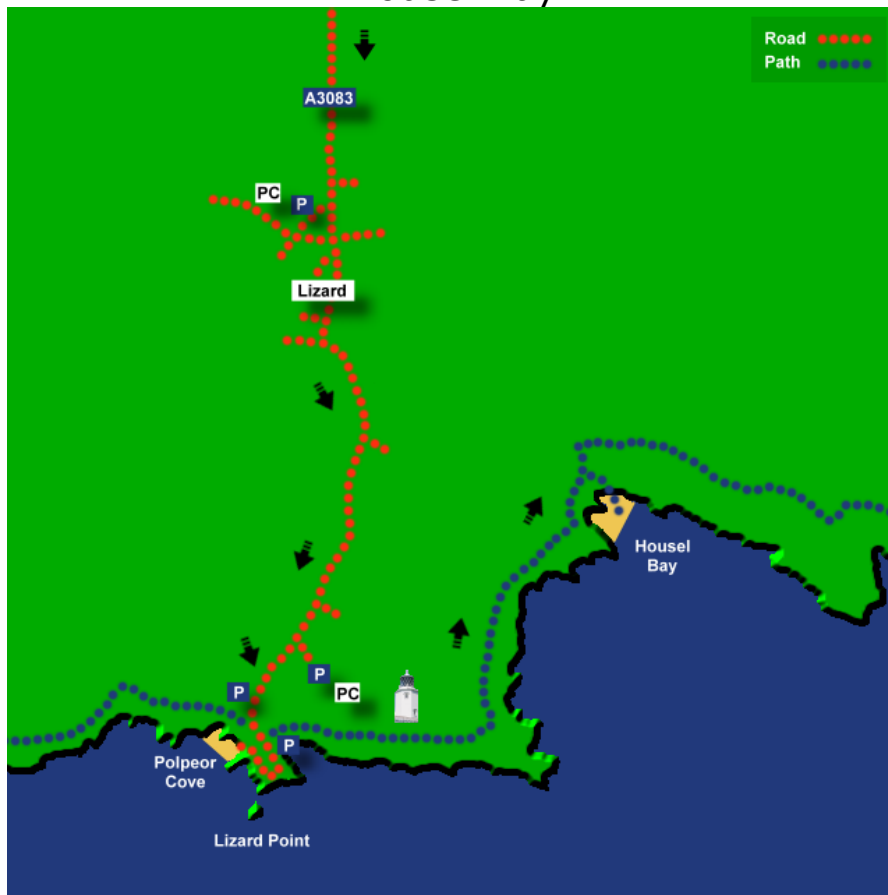 Road
Path
A3083
PC
P
Lizard
Housel
Bay
P
P
PC
P
Polpeor
Cove
Lizard Point